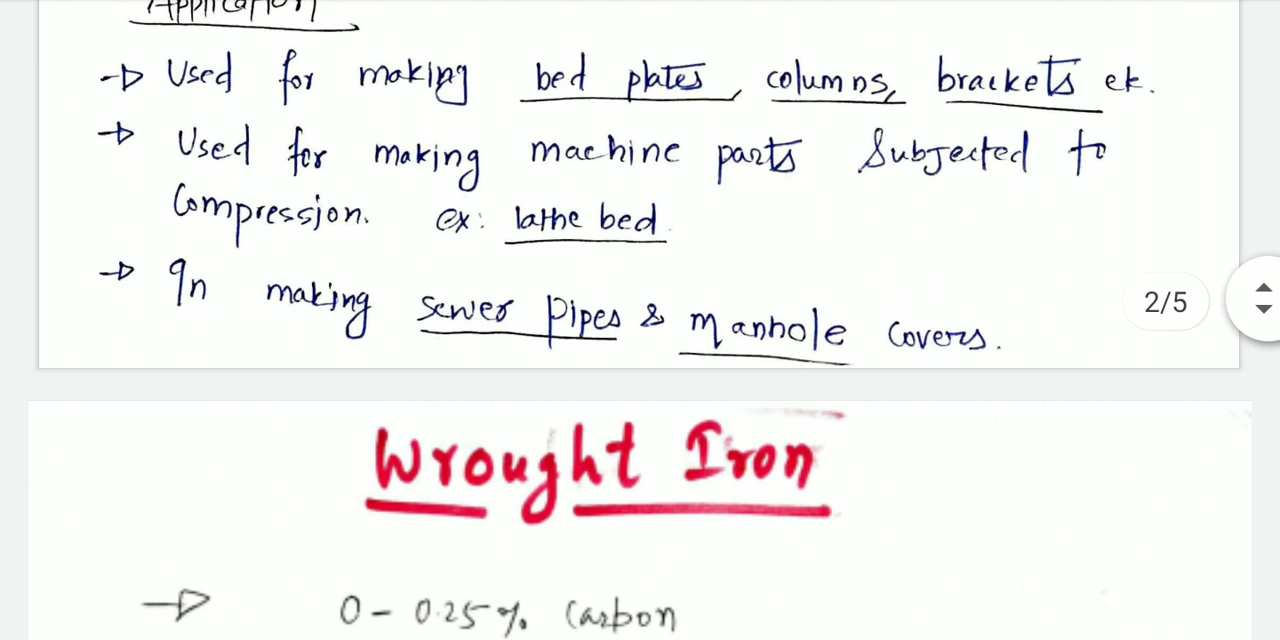 Application
→ Used for making bed plates, columns, brackets etc.
→ Used for making machine parts Subjected to
Compression. ex: lathe bed
→ In making sewer pipes & manhole covers.
2/5
Wrought Iron
→ 0 - 0.25% Carbon